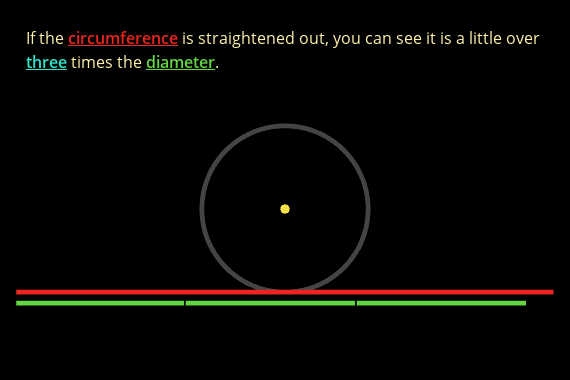 If the circumference is straightened out, you can see it is a little over
three times the diameter.